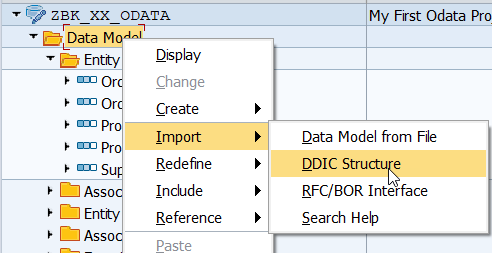 ZBK_XX_ODATA
My First Odata Pro
Data Model
Entity
Ord
Ord
Pro
Pro
Sup
Assoc
Entity
Assoc
Func
Display
Change
Create
Import
Redefine
Include
Reference
Paste
Data Model from File
DDIC Structure
RFC/BOR Interface
Search Help